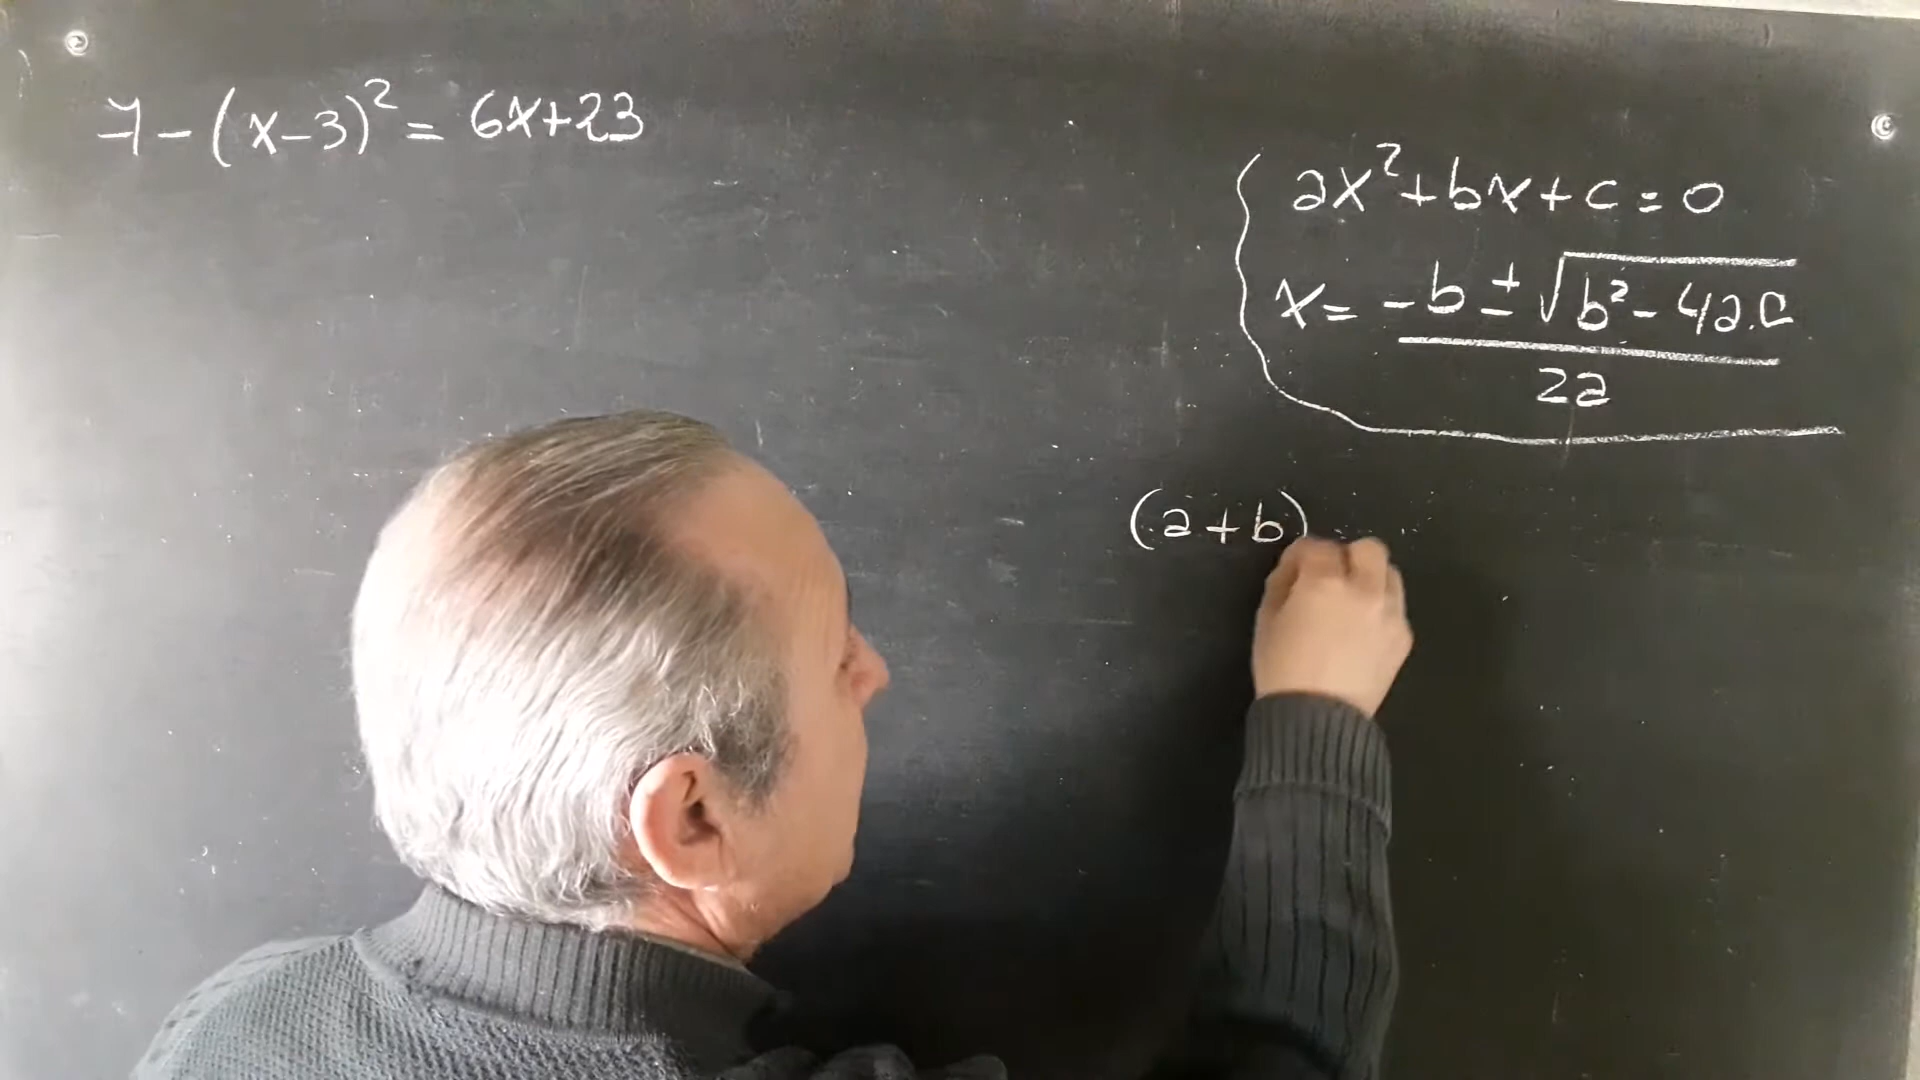 7-(x-3)²= 6x+23
ax²+bx+c=0
x= -b±√b²-4a.c
2a
(a+b)